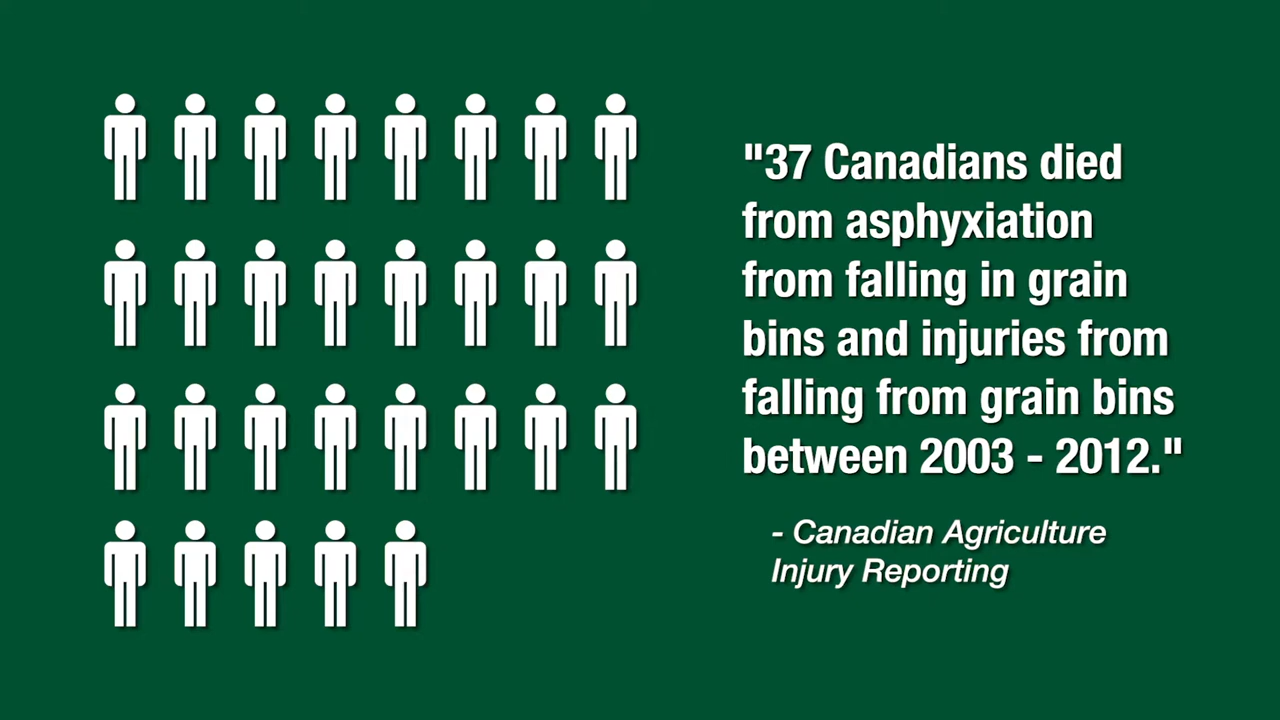 "37 Canadians died
from asphyxiation
from falling in grain
bins and injuries from
falling from grain bins
between 2003 - 2012."
- Canadian Agriculture
Injury Reporting